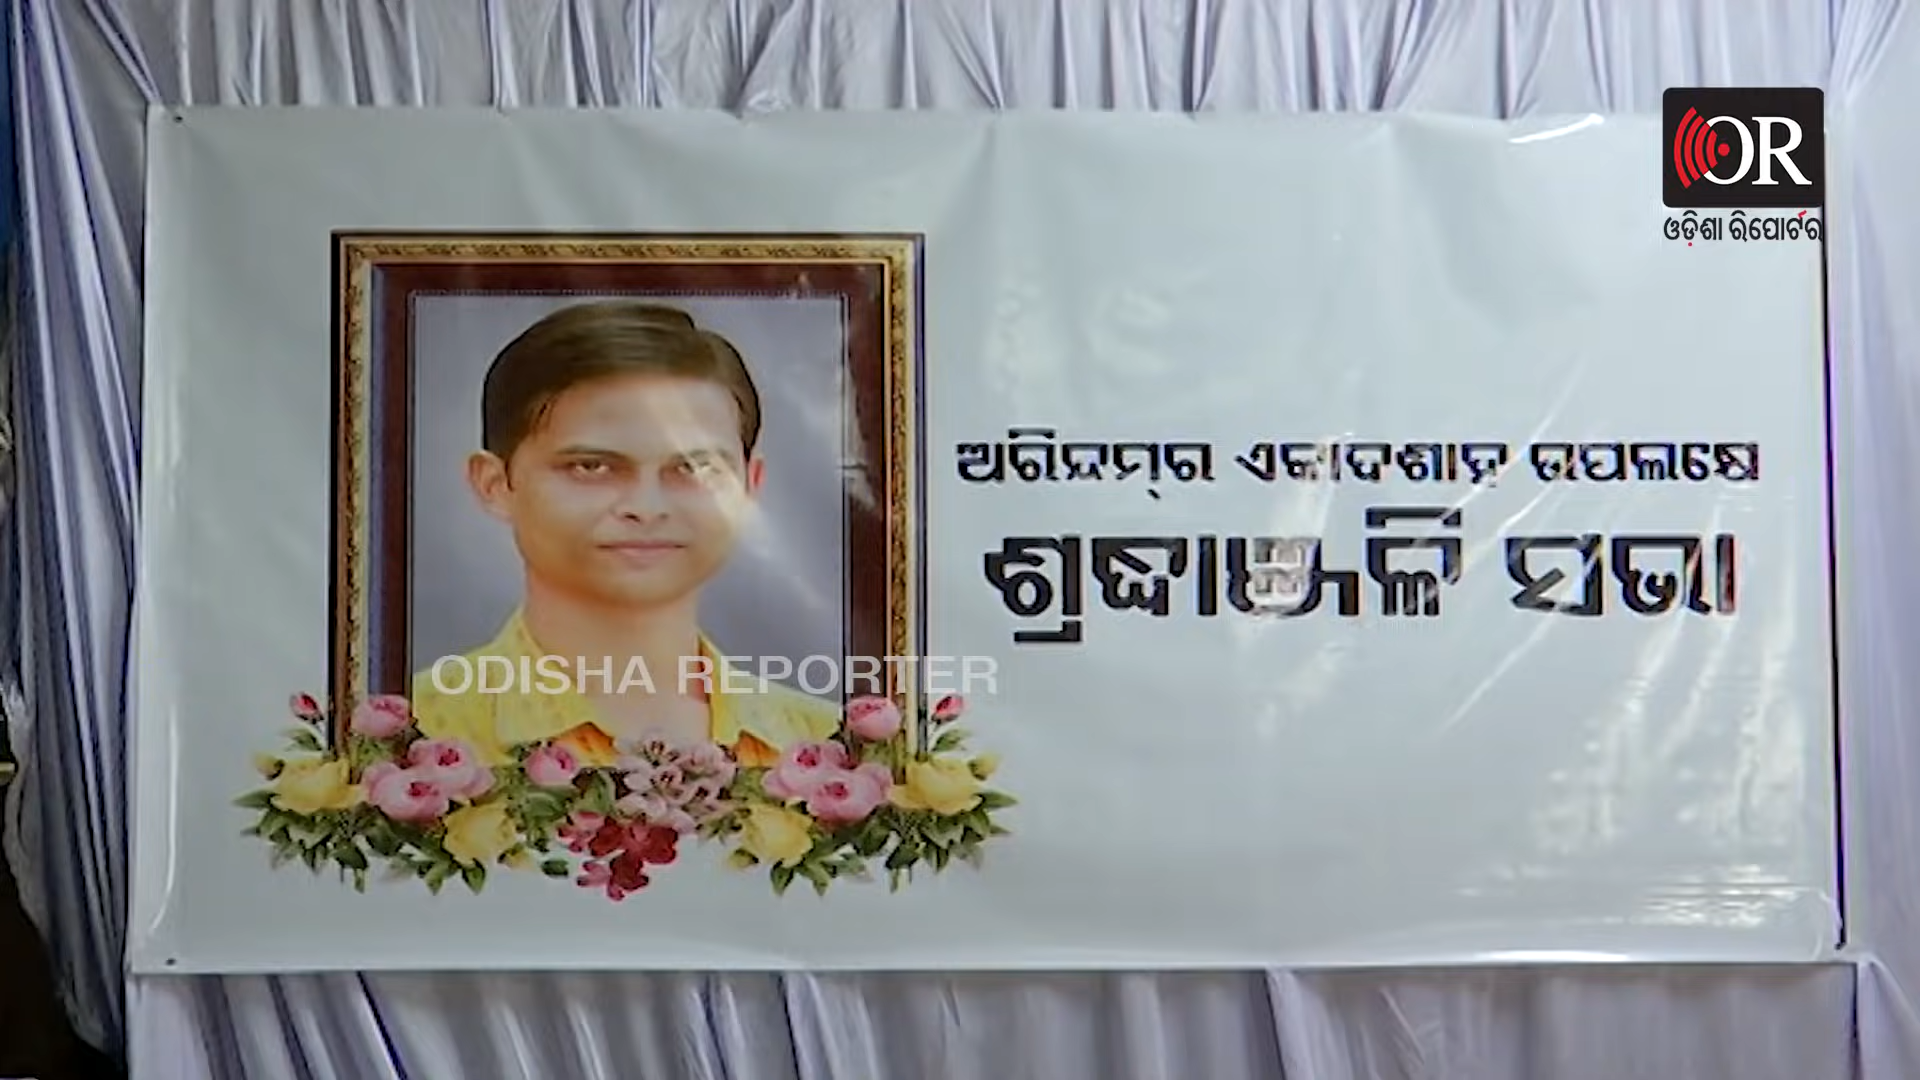 OR
ଓଡ଼ିଶା ରିପୋର୍ଟର
ଅରିନ୍ଦମ୍‌ର ଏକାଦଶାହ ଉପଲକ୍ଷେ
ଶ୍ରଦ୍ଧାଞ୍ଜଳି ସଭା
ODISHA REPORTER